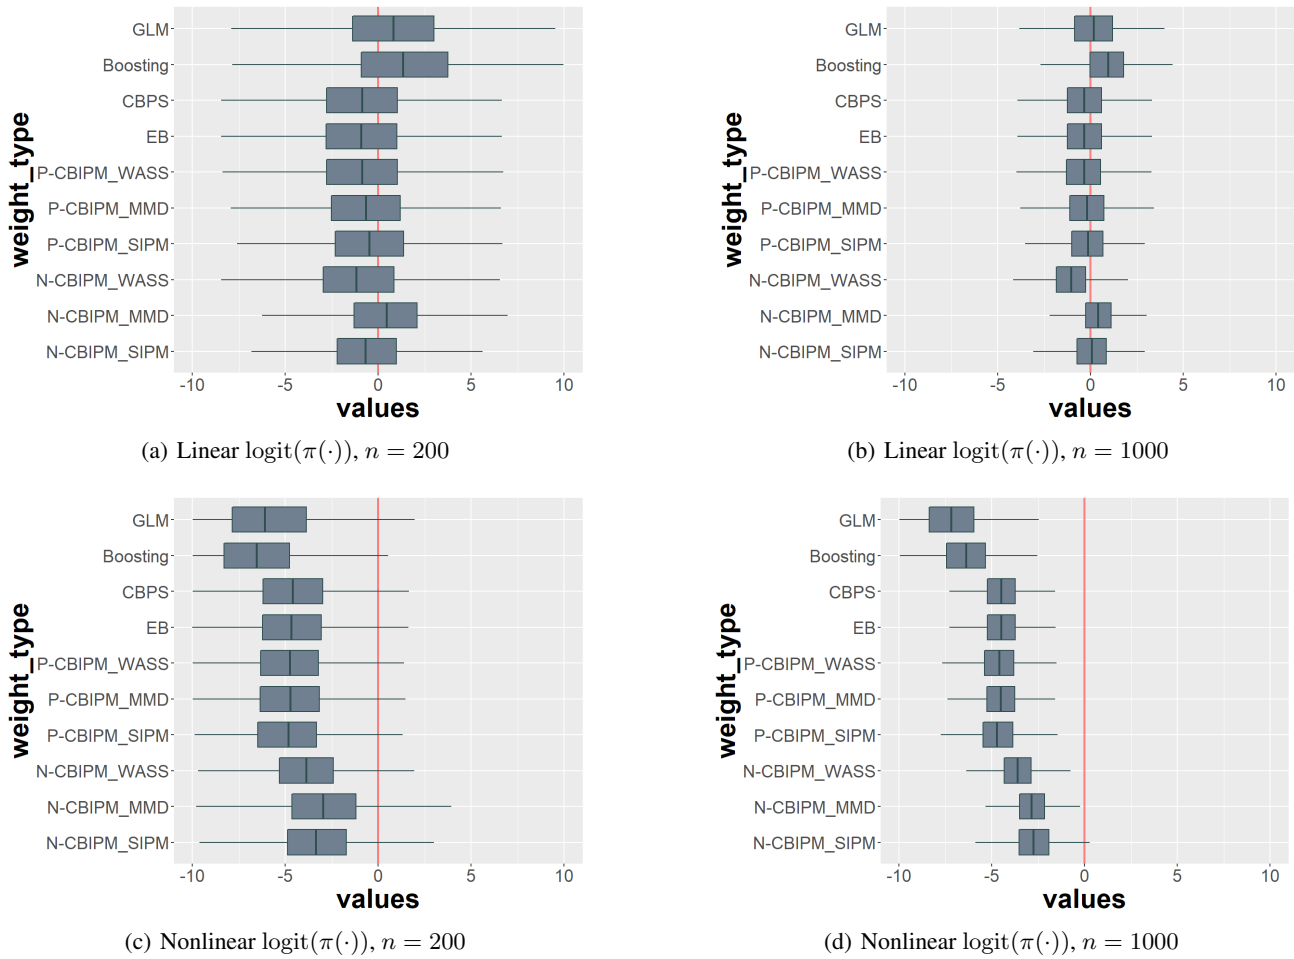 weight_type
GLM
Boosting
CBPS
EB
P-CBIPM_WASS
P-CBIPM_MMD
P-CBIPM_SIPM
N-CBIPM_WASS
N-CBIPM_MMD
N-CBIPM_SIPM
-10 -5 0 5 10
values
(a) Linear logit(π(·)), n = 200
weight_type
GLM
Boosting
CBPS
EB
P-CBIPM_WASS
P-CBIPM_MMD
P-CBIPM_SIPM
N-CBIPM_WASS
N-CBIPM_MMD
N-CBIPM_SIPM
-10 -5 0 5 10
values
(b) Linear logit(π(·)), n = 1000
weight_type
GLM
Boosting
CBPS
EB
P-CBIPM_WASS
P-CBIPM_MMD
P-CBIPM_SIPM
N-CBIPM_WASS
N-CBIPM_MMD
N-CBIPM_SIPM
-10 -5 0 5 10
values
(c) Nonlinear logit(π(·)), n = 200
weight_type
GLM
Boosting
CBPS
EB
P-CBIPM_WASS
P-CBIPM_MMD
P-CBIPM_SIPM
N-CBIPM_WASS
N-CBIPM_MMD
N-CBIPM_SIPM
-10 -5 0 5 10
values
(d) Nonlinear logit(π(·)), n = 1000